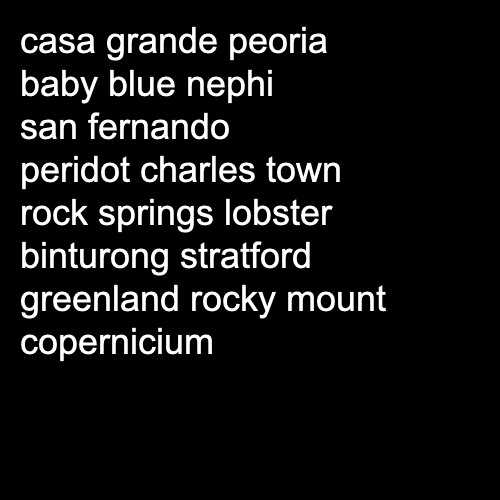 casa grande peoria
baby blue nephi
san fernando
peridot charles town
rock springs lobster
binturong stratford
greenland rocky mount
copernicium